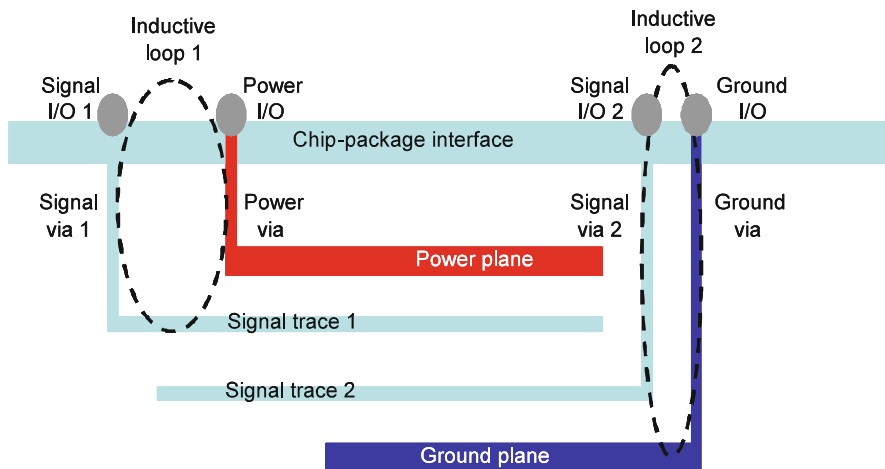 Inductive
loop 1
Inductive
loop 2
Signal
I/O 1
Power
I/O
Signal
I/O 2
Ground
I/O
Chip-package interface
Signal
via 1
Power
via
Signal
via 2
Ground
via
Power plane
Signal trace 1
Signal trace 2
Ground plane